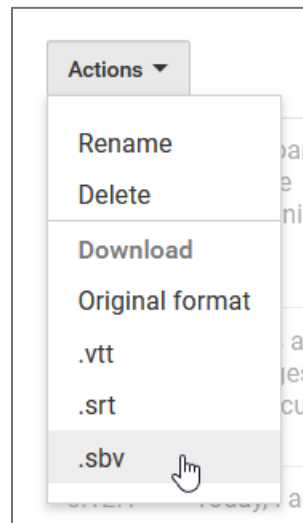 Actions
Rename
Delete
Download
Original format
.vtt
.srt
.sbv